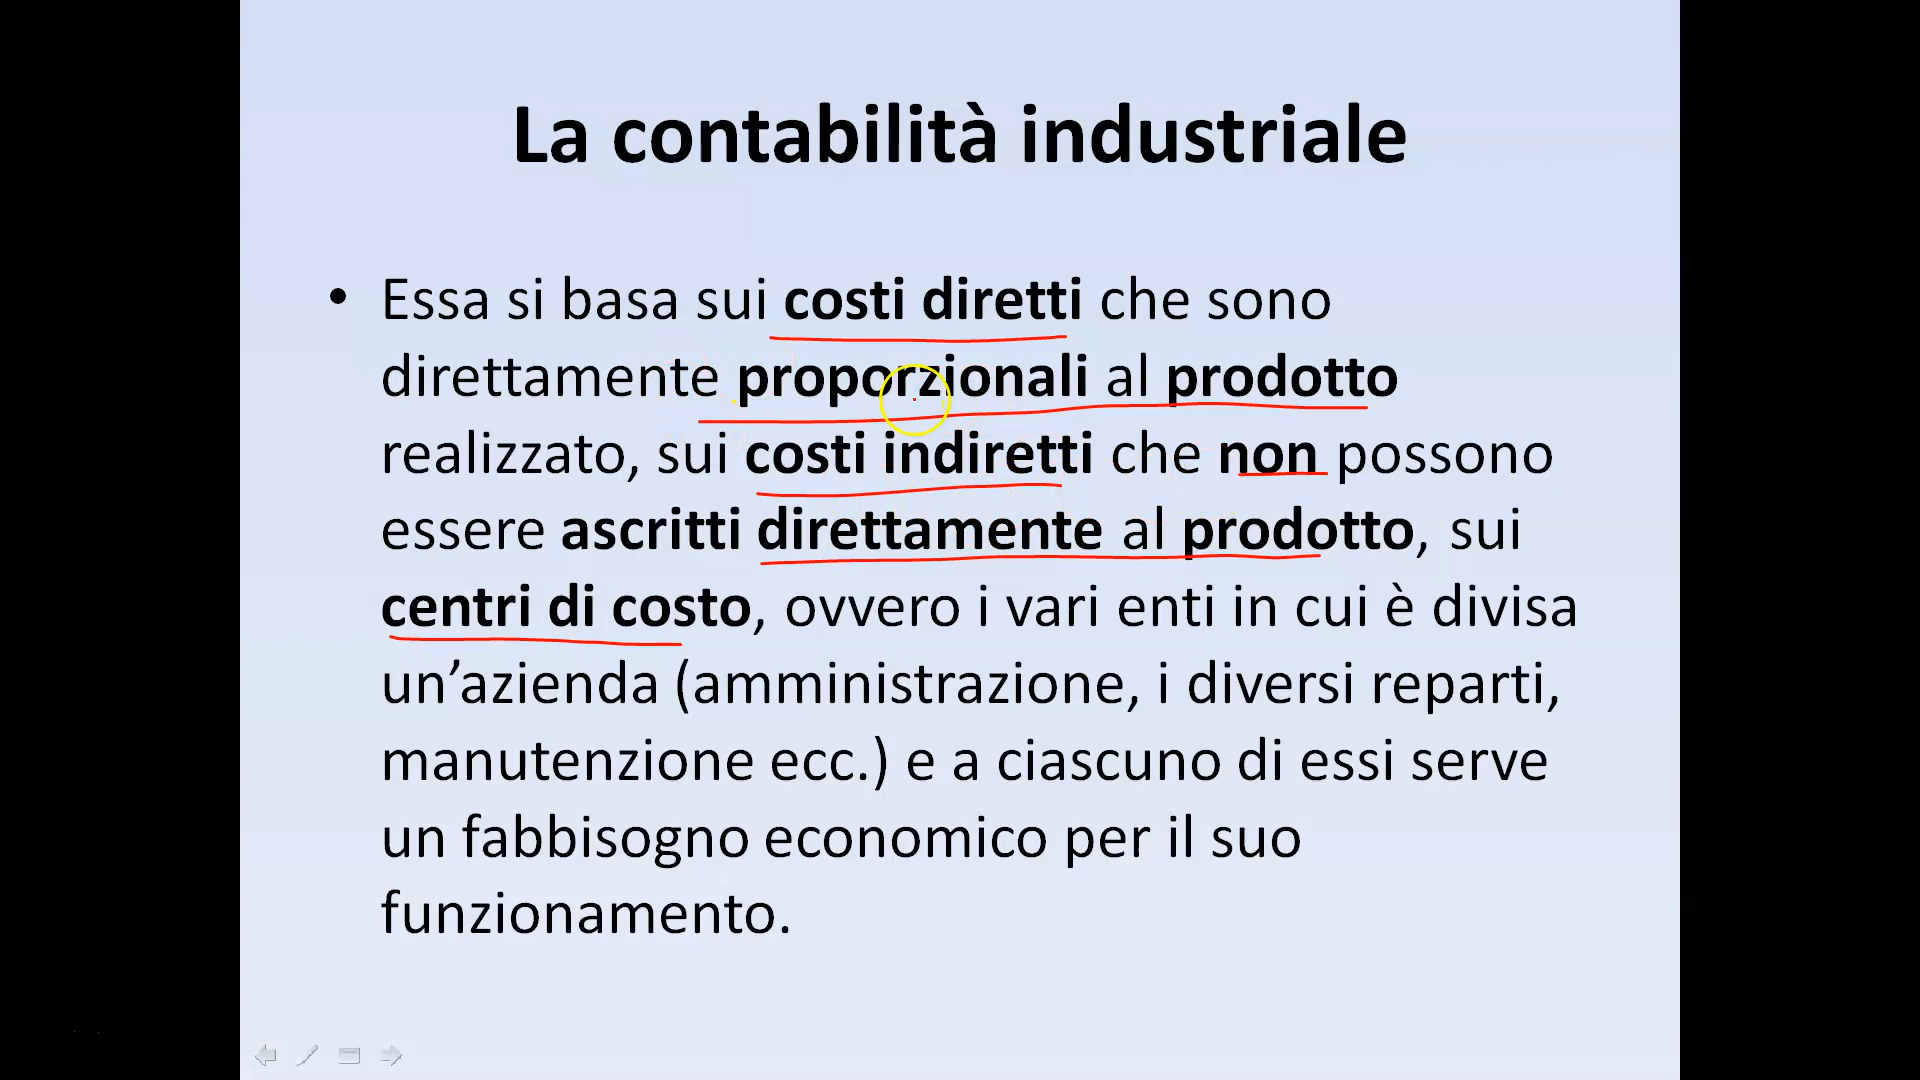 La contabilità industriale
• Essa si basa sui costi diretti che sono
direttamente proporzionali al prodotto
realizzato, sui costi indiretti che non possono
essere ascritti direttamente al prodotto, sui
centri di costo, ovvero i vari enti in cui è divisa
un’azienda (amministrazione, i diversi reparti,
manutenzione ecc.) e a ciascuno di essi serve
un fabbisogno economico per il suo
funzionamento.